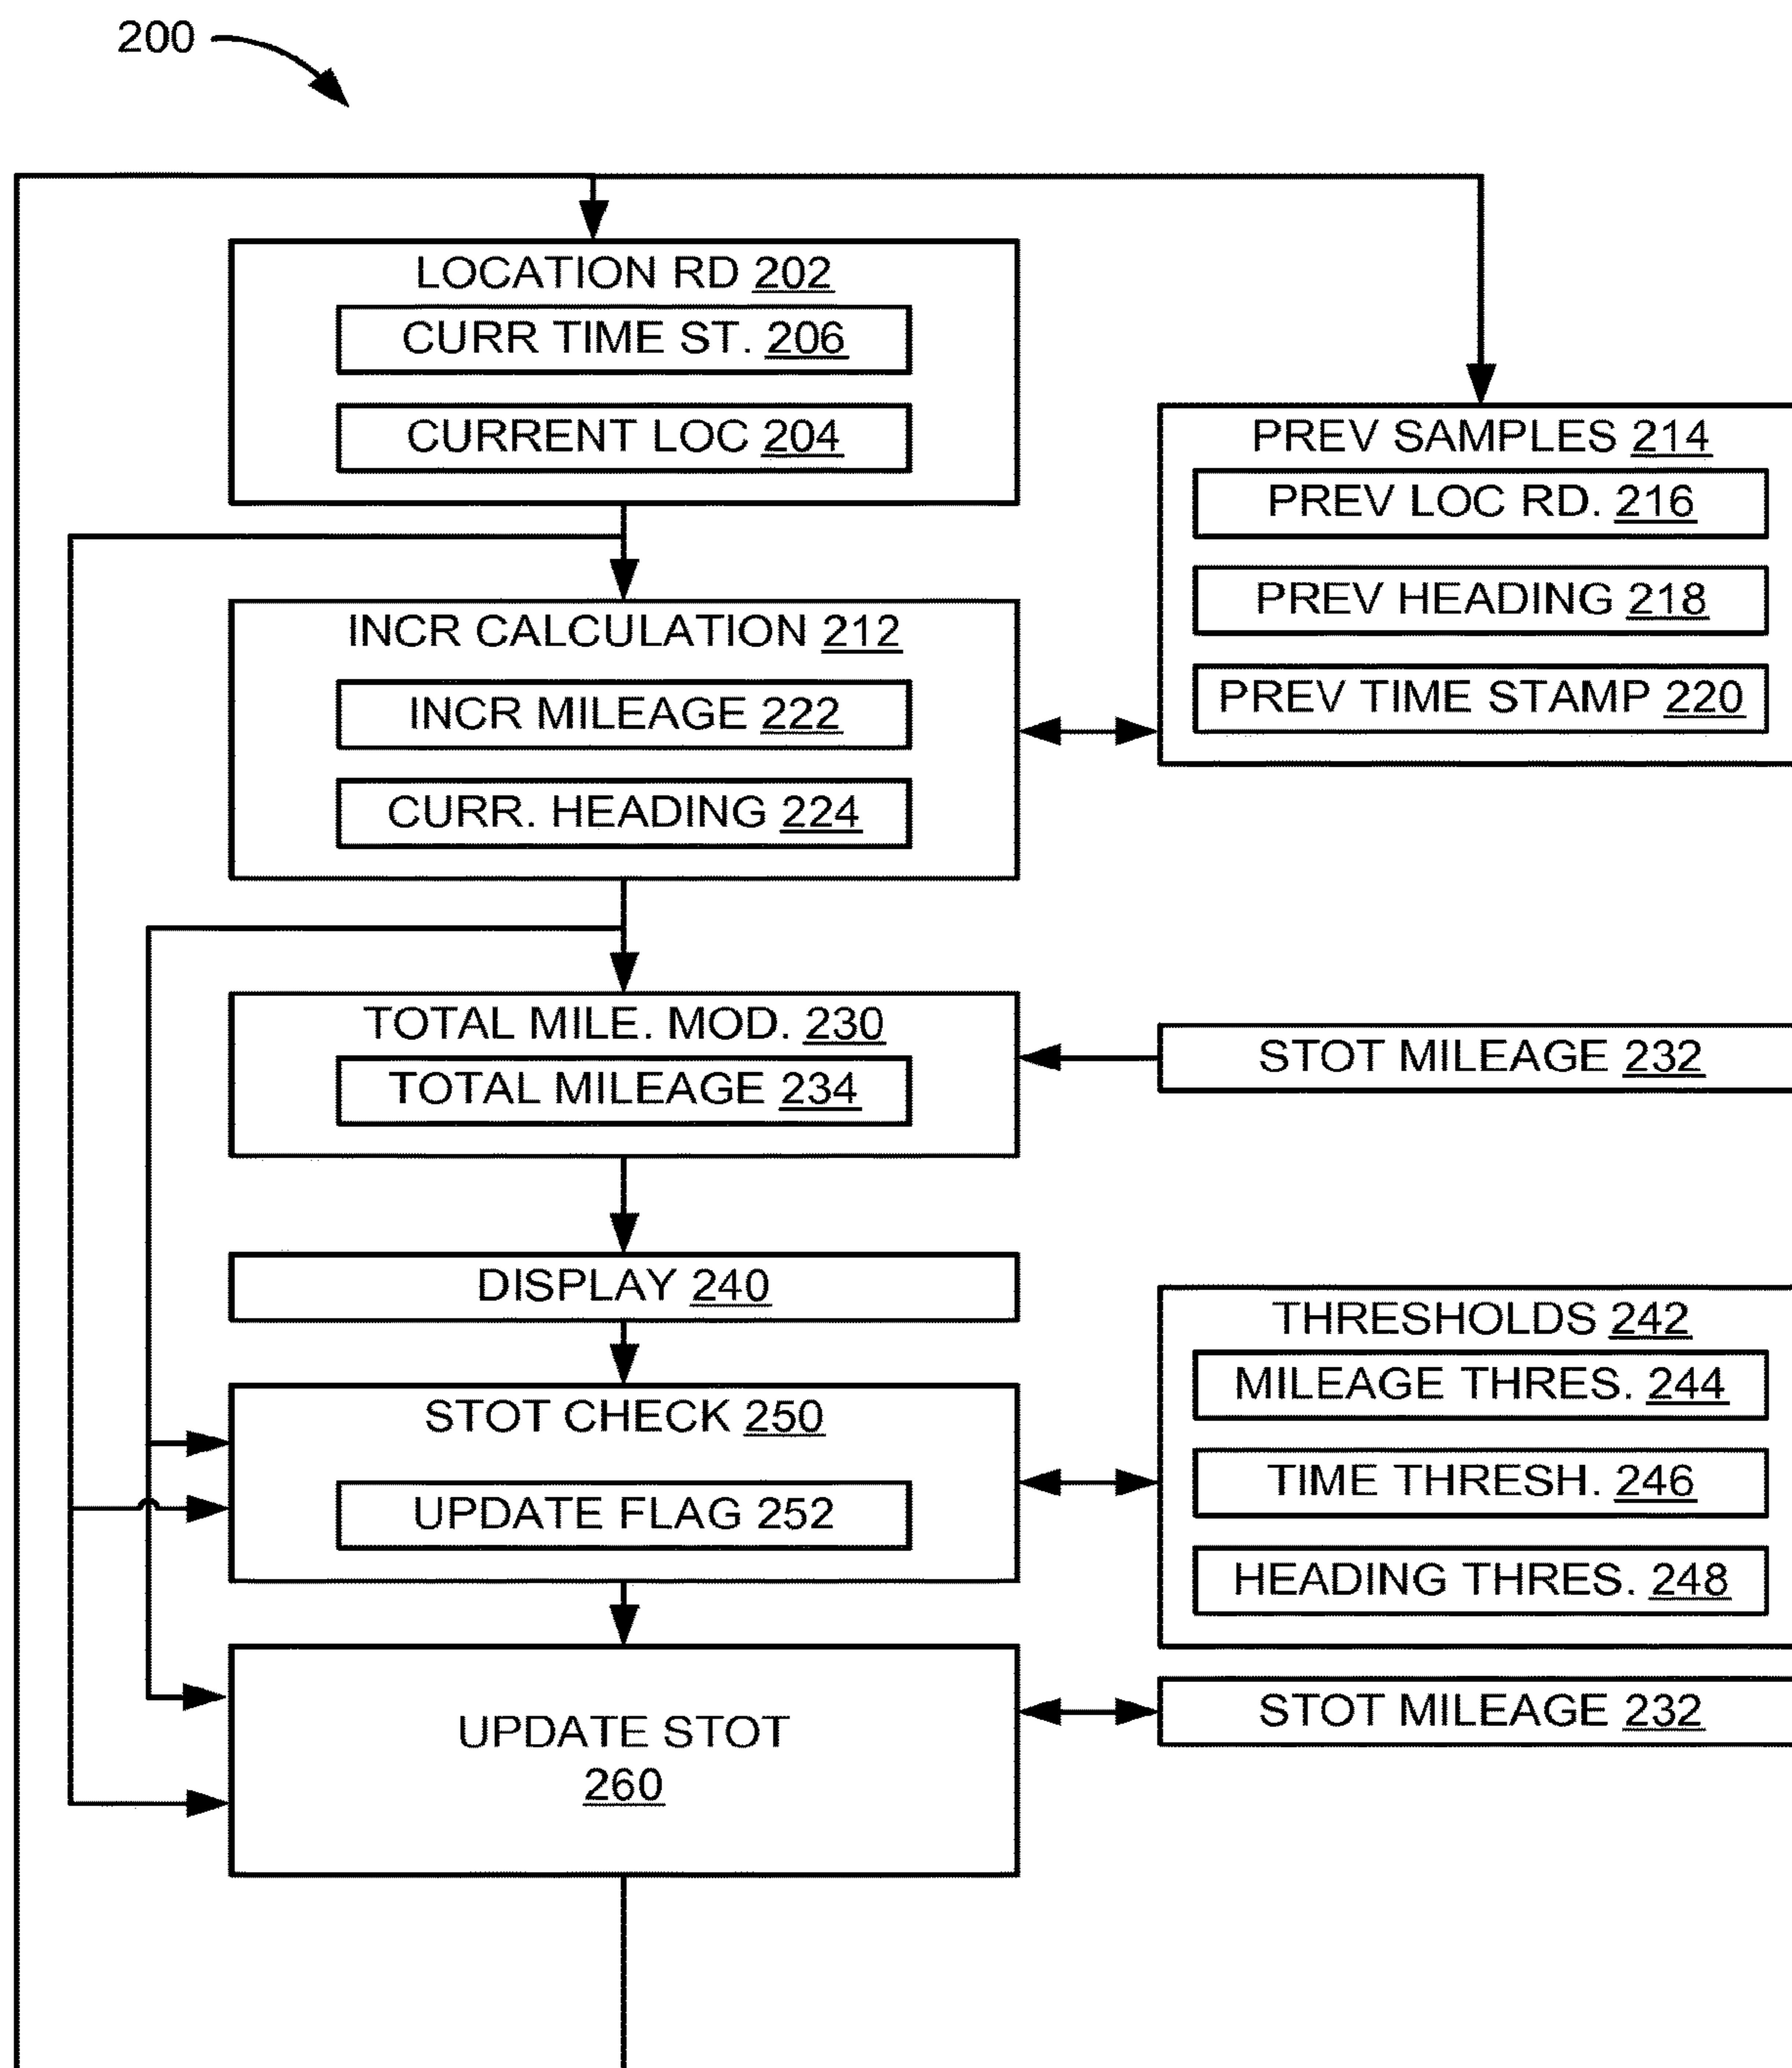 200
LOCATION RD 202
CURR TIME ST. 206
CURRENT LOC 204
PREV SAMPLES 214
PREV LOC RD. 216
PREV HEADING 218
PREV TIME STAMP 220
INCR CALCULATION 212
INCR MILEAGE 222
CURR. HEADING 224
TOTAL MILE. MOD. 230
TOTAL MILEAGE 234
STOT MILEAGE 232
DISPLAY 240
THRESHOLDS 242
MILEAGE THRES. 244
TIME THRESH. 246
HEADING THRES. 248
STOT CHECK 250
UPDATE FLAG 252
UPDATE STOT
260
STOT MILEAGE 232